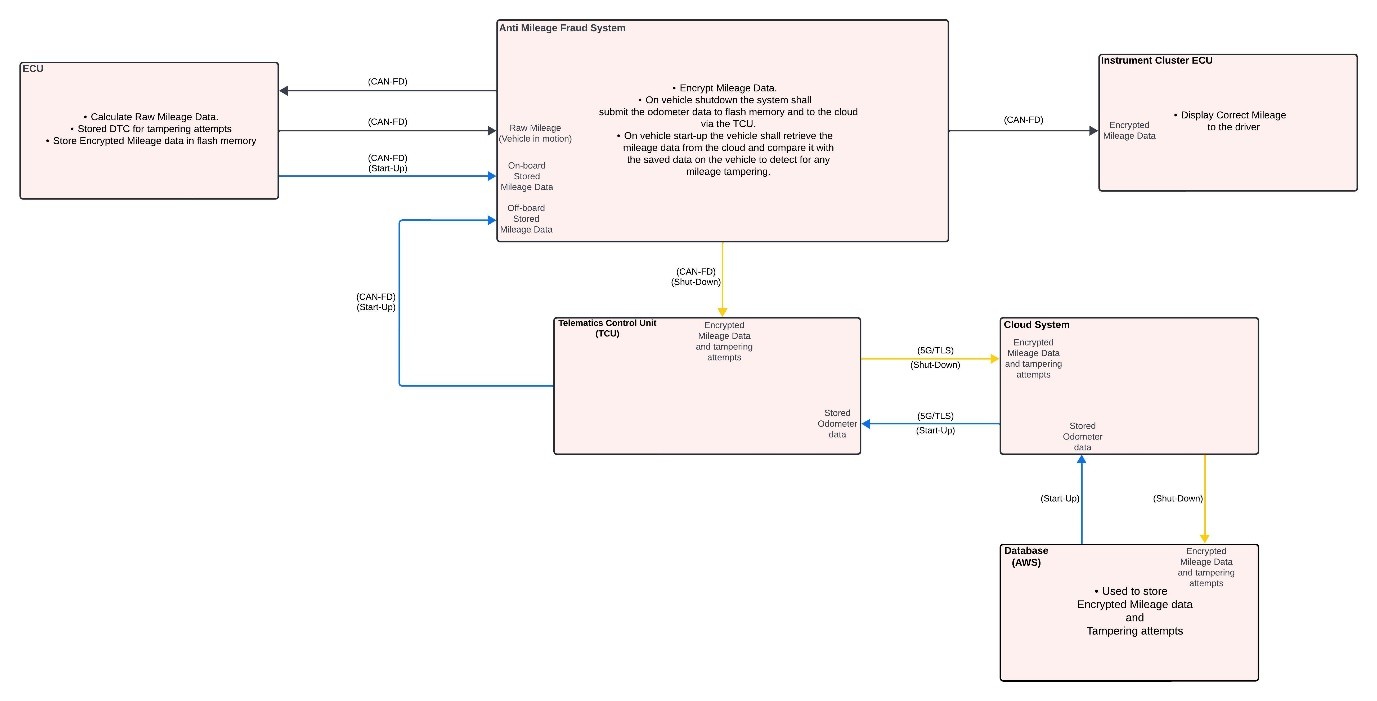 Anti Mileage Fraud System
• Encrypt Mileage Data.
• On vehicle shutdown the system shall
submit the odometer data to flash memory and to the cloud
via the TCU.
• On vehicle start-up the vehicle shall retrieve the
mileage data from the cloud and compare it with
the saved data on the vehicle to detect for any
mileage tampering.
Raw Mileage
(Vehicle in motion)
On-board
Stored
Mileage Data
Off-board
Stored
Mileage Data
ECU
• Calculate Raw Mileage Data.
• Stored DTC for tampering attempts
• Store Encrypted Mileage data in flash memory
(CAN-FD)
(CAN-FD)
(CAN-FD)
(Start-Up)
(CAN-FD)
Instrument Cluster ECU
Encrypted
Mileage Data
• Display Correct Mileage
to the driver
(CAN-FD)
(Start-Up)
(CAN-FD)
(Shut-Down)
Telematics Control Unit
(TCU)
Encrypted
Mileage Data
and tampering
attempts
Stored
Odometer
data
(5G/TLS)
(Shut-Down)
(5G/TLS)
(Start-Up)
Cloud System
Encrypted
Mileage Data
and tampering
attempts
Stored
Odometer
data
(Start-Up)
(Shut-Down)
Database
(AWS)
Encrypted
Mileage Data
and tampering
attempts
• Used to store
Encrypted Mileage data
and
Tampering attempts